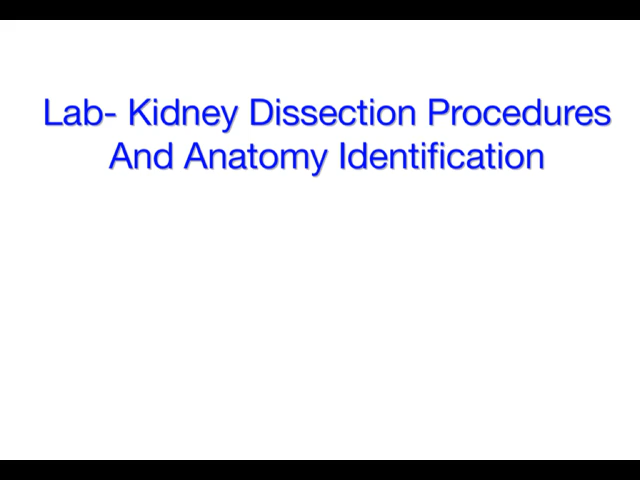 Lab- Kidney Dissection Procedures
And Anatomy Identification